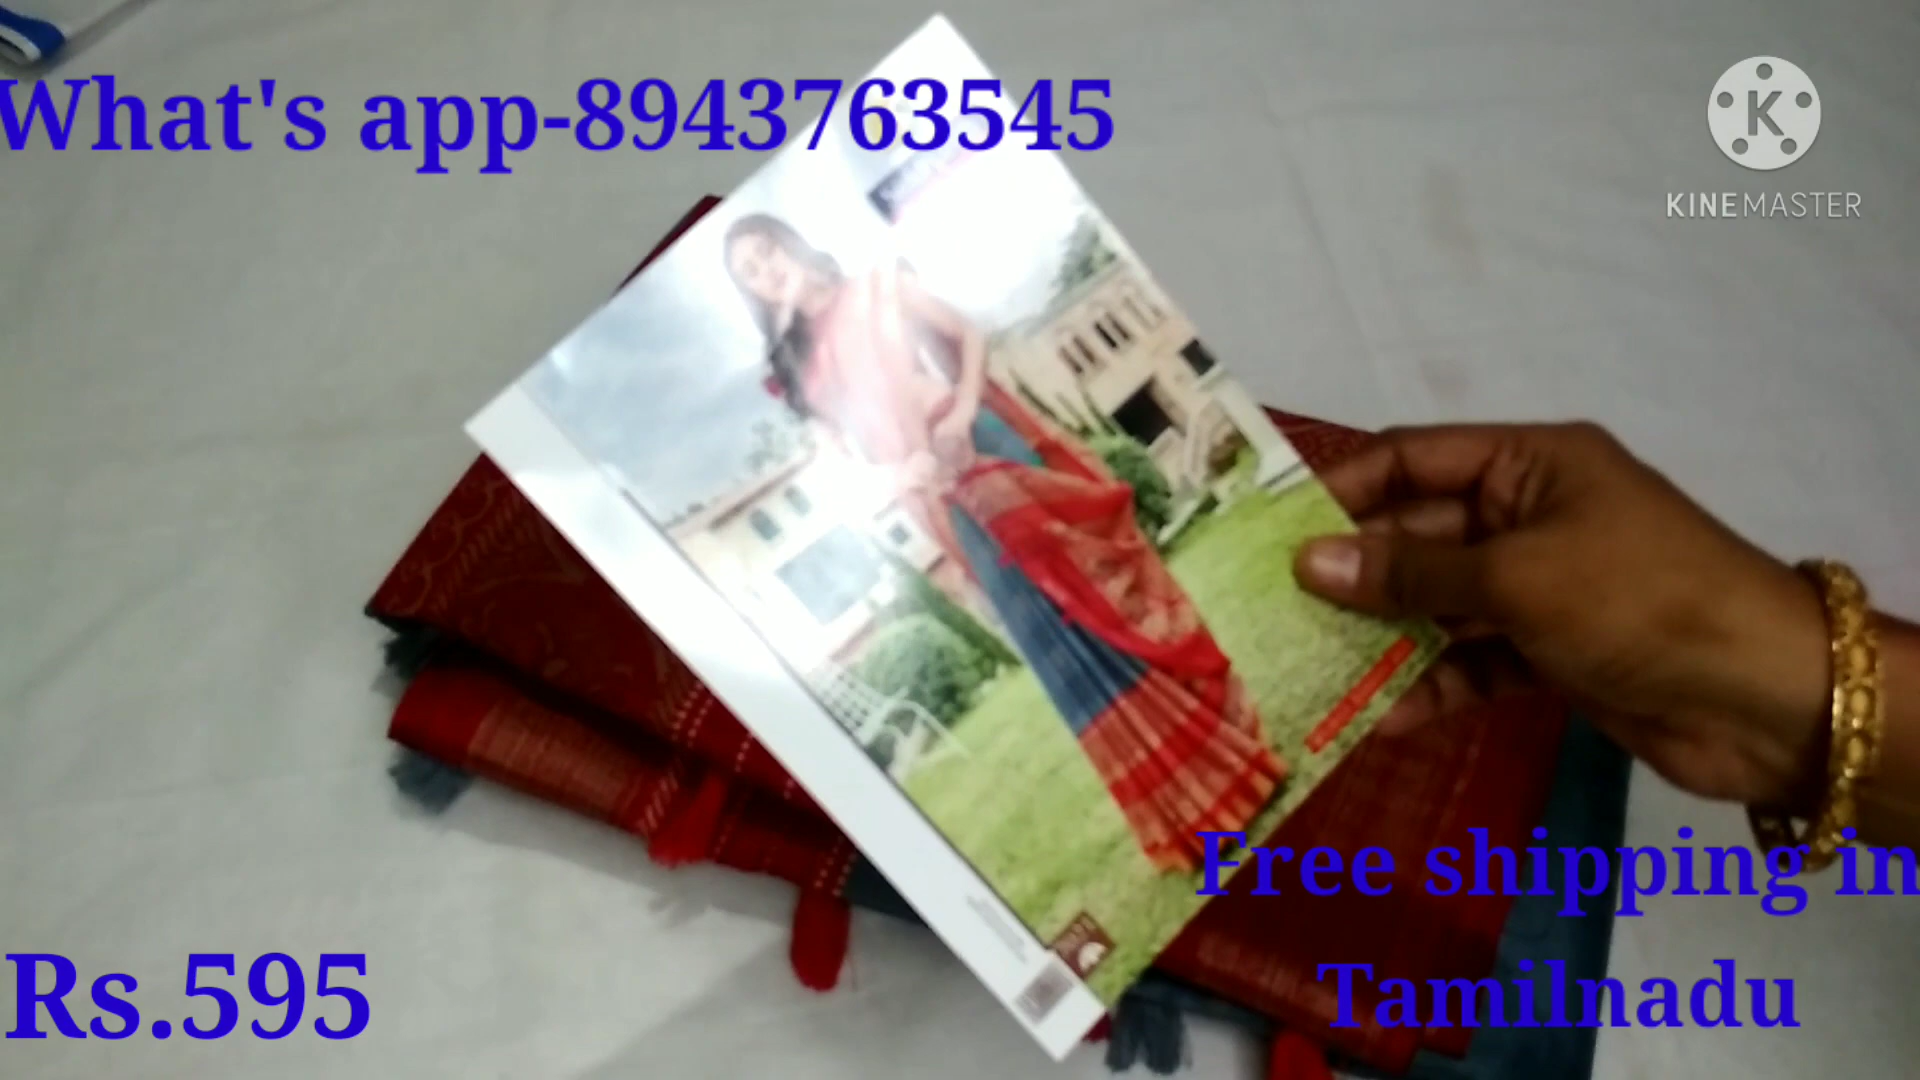 What's app-8943763545
K
KINEMASTER
Free shipping in
Tamilnadu
Rs.595